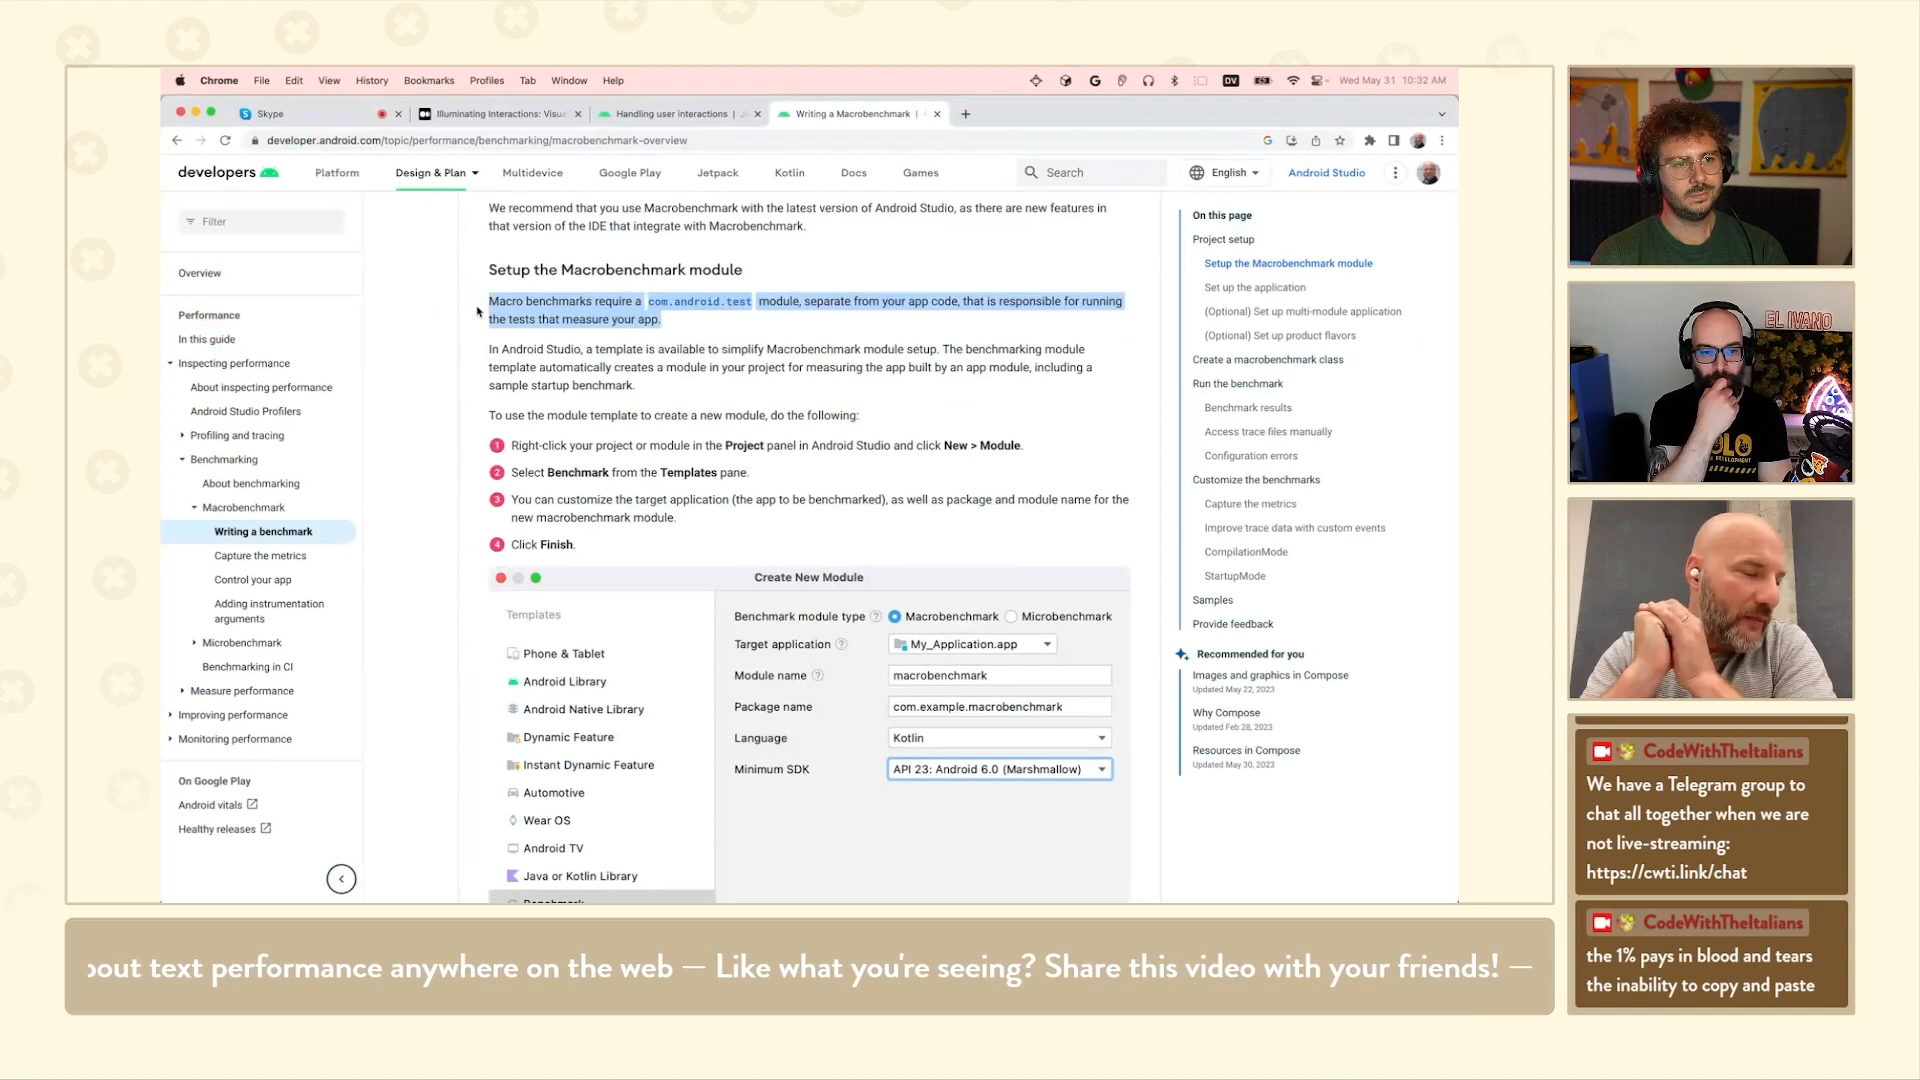 Chrome File Edit View History Bookmarks Profiles Tab Window Help
DV
Wed May 31 10:32 AM
Skype
Illuminating Interactions: Visua
Handling user interactions |
Writing a Macrobenchmark |
developer.android.com/topic/performance/benchmarking/macrobenchmark-overview
developers
Platform Design & Plan Multidevice Google Play Jetpack Kotlin Docs Games
Search
English
Android Studio
Filter
Overview
Performance
In this guide
Inspecting performance
About inspecting performance
Android Studio Profilers
Profiling and tracing
Benchmarking
About benchmarking
Macrobenchmark
Writing a benchmark
Capture the metrics
Control your app
Adding instrumentation
arguments
Microbenchmark
Benchmarking in CI
Measure performance
Improving performance
Monitoring performance
On Google Play
Android vitals
Healthy releases
We recommend that you use Macrobenchmark with the latest version of Android Studio, as there are new features in
that version of the IDE that integrate with Macrobenchmark.
Setup the Macrobenchmark module
Macro benchmarks require a com.android.test module, separate from your app code, that is responsible for running
the tests that measure your app.
In Android Studio, a template is available to simplify Macrobenchmark module setup. The benchmarking module
template automatically creates a module in your project for measuring the app built by an app module, including a
sample startup benchmark.
To use the module template to create a new module, do the following:
1 Right-click your project or module in the Project panel in Android Studio and click New > Module.
2 Select Benchmark from the Templates pane.
3 You can customize the target application (the app to be benchmarked), as well as package and module name for the
new macrobenchmark module.
4 Click Finish.
Create New Module
Templates
Phone & Tablet
Android Library
Android Native Library
Dynamic Feature
Instant Dynamic Feature
Automotive
Wear OS
Android TV
Java or Kotlin Library
Benchmark
Benchmark module type ? Macrobenchmark Microbenchmark
Target application ? My_Application.app
Module name ? macrobenchmark
Package name com.example.macrobenchmark
Language Kotlin
Minimum SDK API 23: Android 6.0 (Marshmallow)
On this page
Project setup
Setup the Macrobenchmark module
Set up the application
(Optional) Set up multi-module application
(Optional) Set up product flavors
Create a macrobenchmark class
Run the benchmark
Benchmark results
Access trace files manually
Configuration errors
Customize the benchmarks
Capture the metrics
Improve trace data with custom events
CompilationMode
StartupMode
Samples
Provide feedback
Recommended for you
Images and graphics in Compose
Updated May 22, 2023
Why Compose
Updated Feb 28, 2023
Resources in Compose
Updated May 30, 2023
EL IVANO
CodeWithTheItalians
We have a Telegram group to
chat all together when we are
not live-streaming:
https://cwti.link/chat
CodeWithTheItalians
the 1% pays in blood and tears
the inability to copy and paste
bout text performance anywhere on the web — Like what you're seeing? Share this video with your friends! —